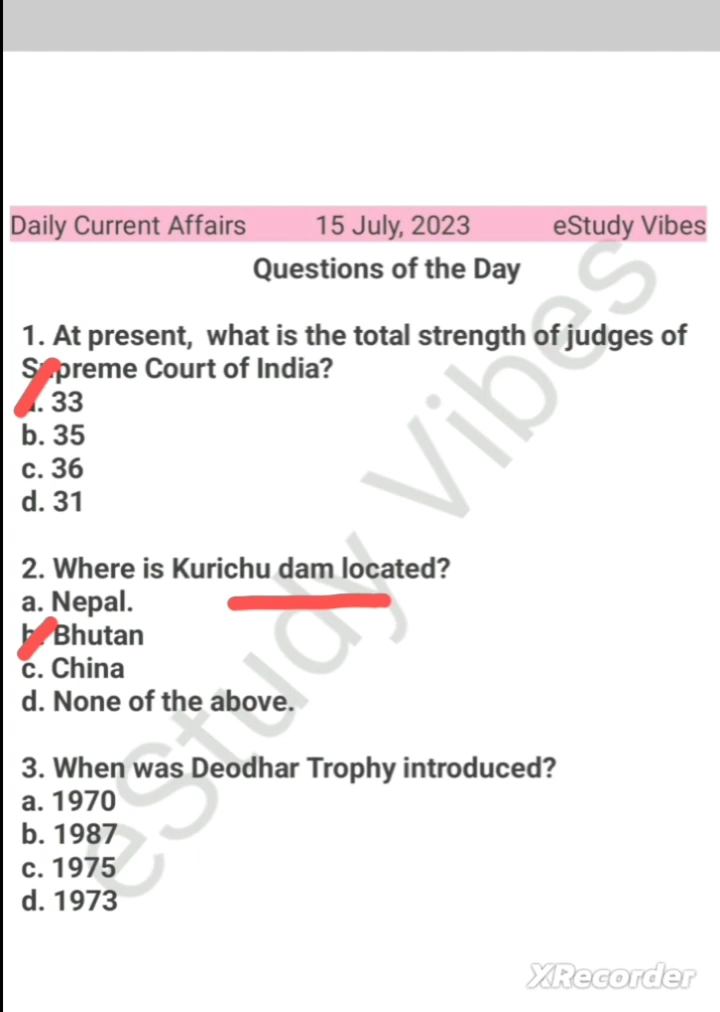 Daily Current Affairs 15 July, 2023 eStudy Vibes
Questions of the Day
1. At present, what is the total strength of judges of
Supreme Court of India?
a. 33
b. 35
c. 36
d. 31
2. Where is Kurichu dam located?
a. Nepal.
b. Bhutan
c. China
d. None of the above.
3. When was Deodhar Trophy introduced?
a. 1970
b. 1987
c. 1975
d. 1973
eStudy Vibes
XRecorder